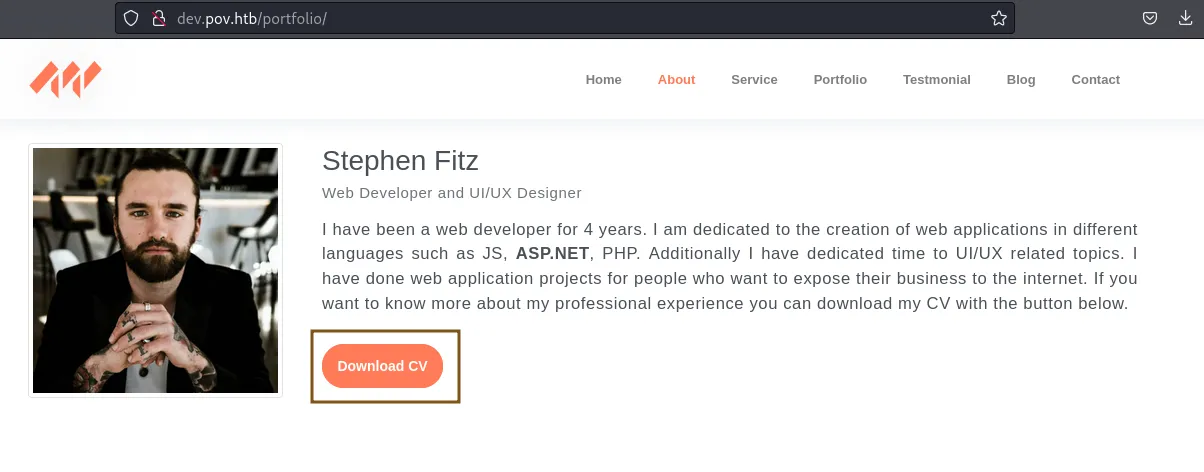 dev.pov.htb/portfolio/
Home About Service Portfolio Testmonial Blog Contact
Stephen Fitz
Web Developer and UI/UX Designer
I have been a web developer for 4 years. I am dedicated to the creation of web applications in different
languages such as JS, ASP.NET, PHP. Additionally I have dedicated time to UI/UX related topics. I
have done web application projects for people who want to expose their business to the internet. If you
want to know more about my professional experience you can download my CV with the button below.
Download CV